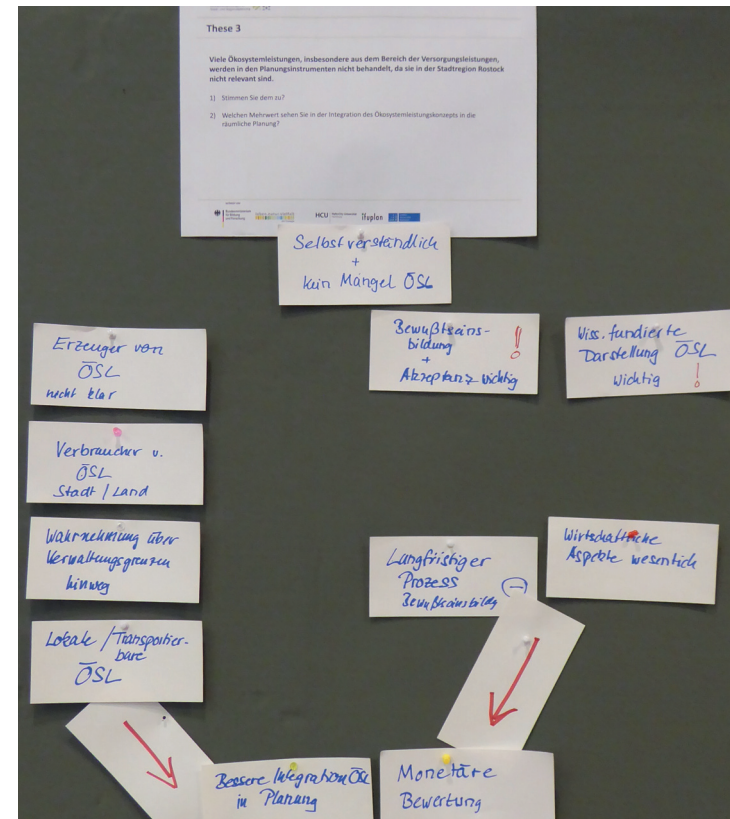 These 3
Viele Ökosystemleistungen, insbesondere aus dem Bereich der Versorgungsleistungen,
werden in den Planungsinstrumenten nicht behandelt, da sie in der Stadtregion Rostock
nicht relevant sind.
1) Stimmen Sie dem zu?
2) Welchen Mehrwert sehen Sie in der Integration des Ökosystemleistungskonzepts in die
räumliche Planung?
HCU
ifuplan
Selbstverständlich
+
kein Mangel ÖSL
Erzeuger von
ÖSL
nicht klar
Bewußtseins-
bildung
+
Akzeptanz wichtig
!
Wiss. fundierte
Darstellung ÖSL
wichtig !
Verbraucher v.
ÖSL
Stadt / Land
Wahrnehmung über
Verwaltungsgrenzen
hinweg
Langfristiger
Prozess
Bewußtseinsbildg
Wirtschaftliche
Aspekte wesentlich
Lokale / Transportier-
bare
ÖSL
Bessere Integration ÖSL
in Planung
Monetäre
Bewertung